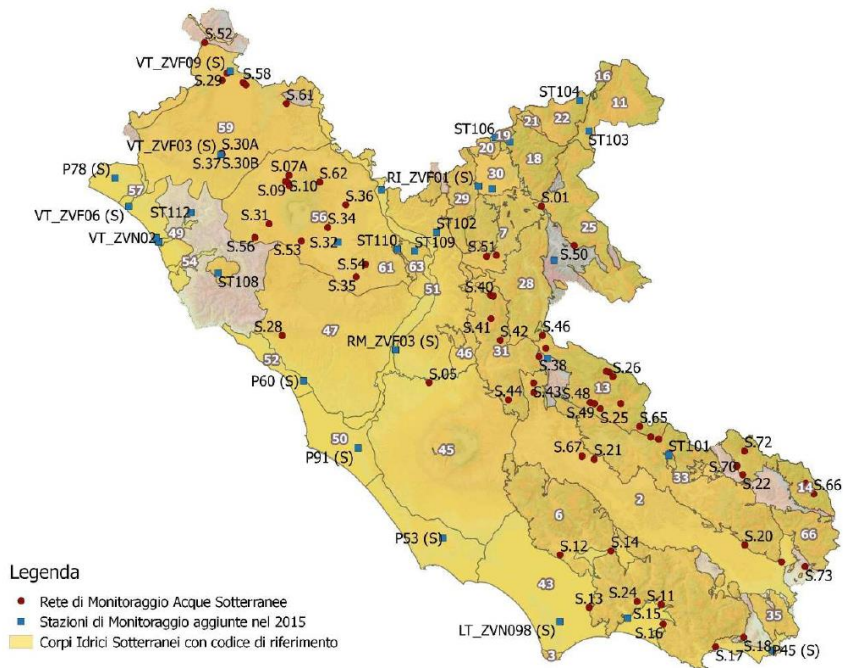 S.52
VT_ZVF09 (S)
S.29
S.58
S.61
16
ST104
11
59
ST106
19
21
22
20
ST103
VT_ZVF03 (S)
S.30A
S.37
S.30B
18
P78 (S)
S.07A
S.62
RI_ZVF01 (S)
30
57
S.09
S.10
29
S.01
VT_ZVF06 (S)
ST112
S.36
56
S.31
S.34
ST102
7
25
49
VT_ZVN02
S.56
S.53
S.32
ST110
ST109
S.51
S.50
54
63
61
S.54
ST108
S.35
51
28
S.40
S.28
47
S.41
S.42
S.46
RM_ZVF03 (S)
46
31
52
S.38
P60 (S)
S.05
S.26
13
S.44
S.43
S.48
S.49
S.25
50
S.65
P91 (S)
45
S.72
S.67
S.21
ST101
S.70
33
S.22
14
S.66
2
6
P53 (S)
S.20
66
S.12
S.14
S.73
43
S.13
S.24
S.11
35
LT_ZVN098 (S)
S.15
S.16
S.18
P45 (S)
S.17
3
Legenda
Rete di Monitoraggio Acque Sotterranee
Stazioni di Monitoraggio aggiunte nel 2015
Corpi Idrici Sotterranei con codice di riferimento